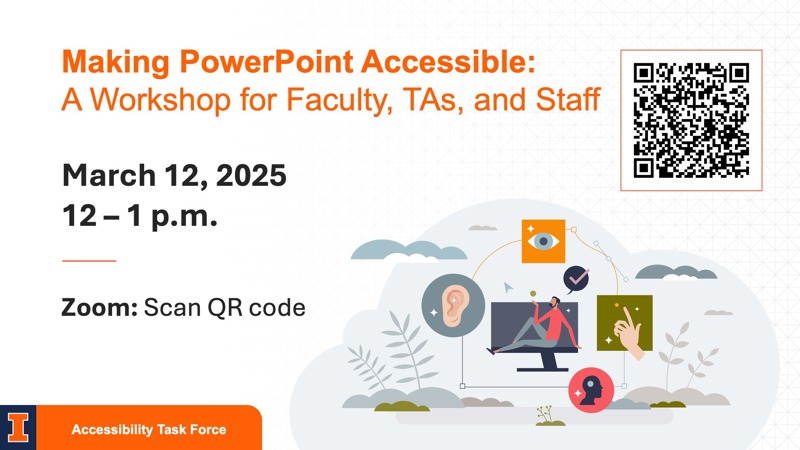 Making PowerPoint Accessible:
A Workshop for Faculty, TAs, and Staff
March 12, 2025
12 – 1 p.m.
Zoom: Scan QR code
I
Accessibility Task Force